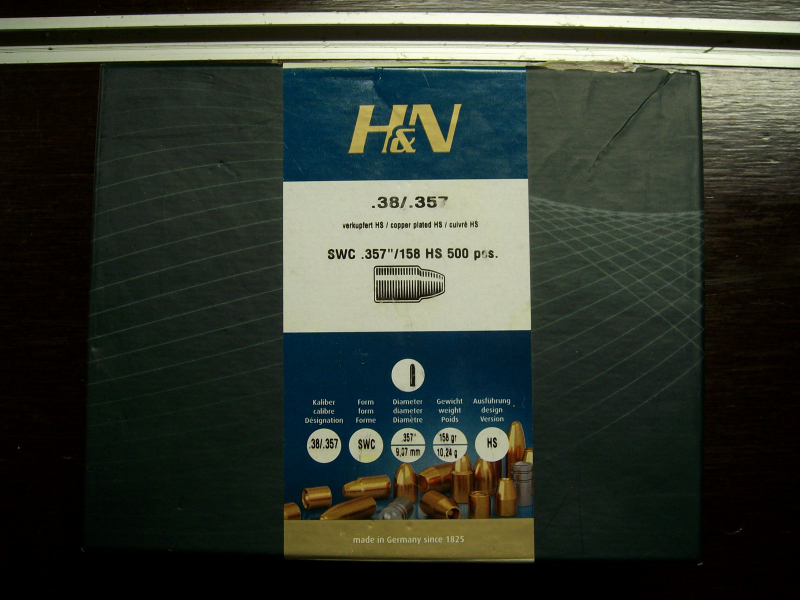 H&N
.38/.357
verkupfert HS / copper plated HS / cuivré HS
SWC .357"/158 HS 500 pcs.
Kaliber
calibre
Désignation
Form
form
Forme
Diameter
diameter
Diamètre
Gewicht
weight
Poids
Ausführung
design
Version
.38/.357
SWC
.357"
9,07 mm
158 gr
10,24 g
HS
made in Germany since 1825